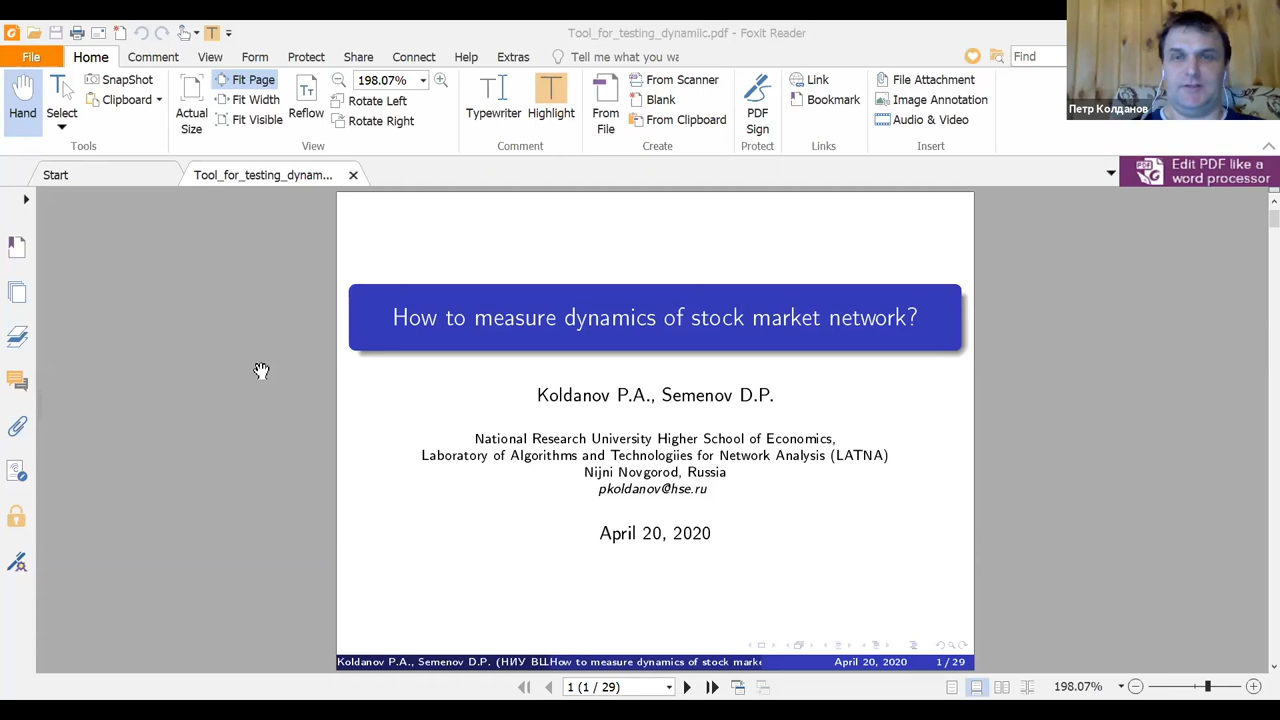 Tool_for_testing_dynamiic.pdf - Foxit Reader
File Home Comment View Form Protect Share Connect Help Extras Tell me what you wa Find
Hand
Select
SnapShot
Clipboard
Tools
Actual Size
Fit Page
Fit Width
Fit Visible
Reflow
198.07%
Rotate Left
Rotate Right
View
Typewriter
Highlight
Comment
From File
From Scanner
Blank
From Clipboard
Create
PDF Sign
Protect
Link
Bookmark
Links
File Attachment
Image Annotation
Audio & Video
Insert
Петр Колданов
Start
Tool_for_testing_dynam...
Edit PDF like a
word processor
How to measure dynamics of stock market network?
Koldanov P.A., Semenov D.P.
National Research University Higher School of Economics,
Laboratory of Algorithms and Technologiies for Network Analysis (LATNA)
Nijni Novgorod, Russia
pkoldanov@hse.ru
April 20, 2020
Koldanov P.A., Semenov D.P. (НИУ ВШ How to measure dynamics of stock marke April 20, 2020 1 / 29
1 (1 / 29)
198.07%